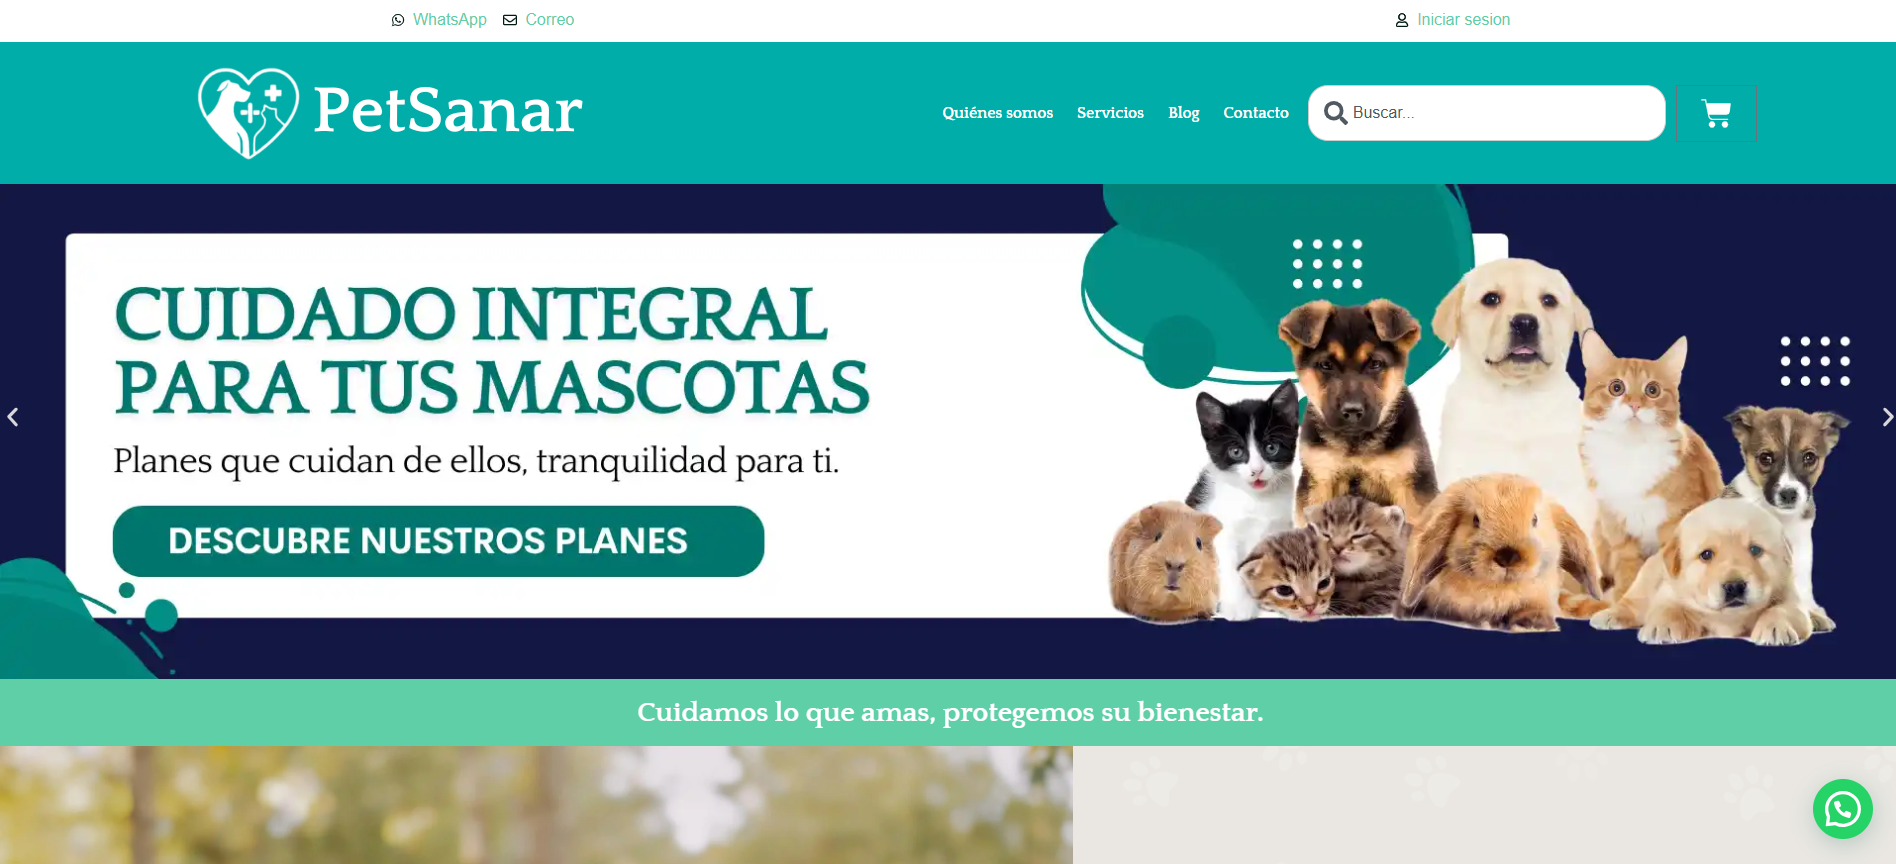 WhatsApp
Correo
Iniciar sesion
PetSanar
Quiénes somos
Servicios
Blog
Contacto
Buscar...
CUIDADO INTEGRAL
PARA TUS MASCOTAS
Planes que cuidan de ellos, tranquilidad para ti.
DESCUBRE NUESTROS PLANES
Cuidamos lo que amas, protegemos su bienestar.